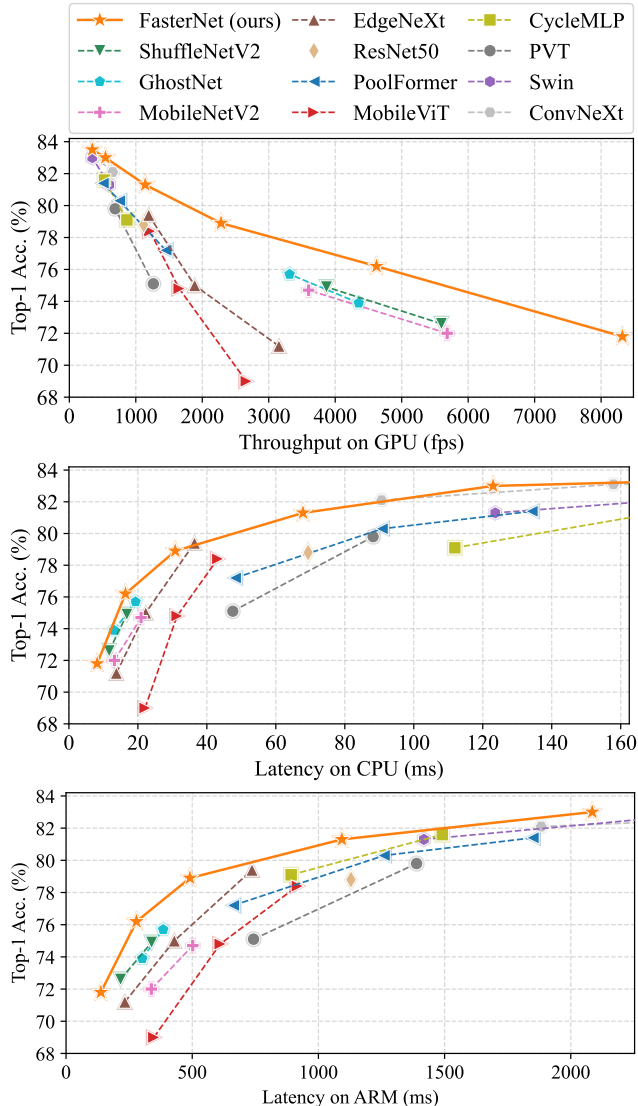 FasterNet (ours) EdgeNeXt CycleMLP
ShuffleNetV2 ResNet50 PVT
GhostNet PoolFormer Swin
MobileNetV2 MobileViT ConvNeXt
84
82
80
78
76
74
72
70
68
Top-1 Acc. (%)
0 1000 2000 3000 4000 5000 6000 7000 8000
Throughput on GPU (fps)
84
82
80
78
76
74
72
70
68
Top-1 Acc. (%)
0 20 40 60 80 100 120 140 160
Latency on CPU (ms)
84
82
80
78
76
74
72
70
68
Top-1 Acc. (%)
0 500 1000 1500 2000
Latency on ARM (ms)